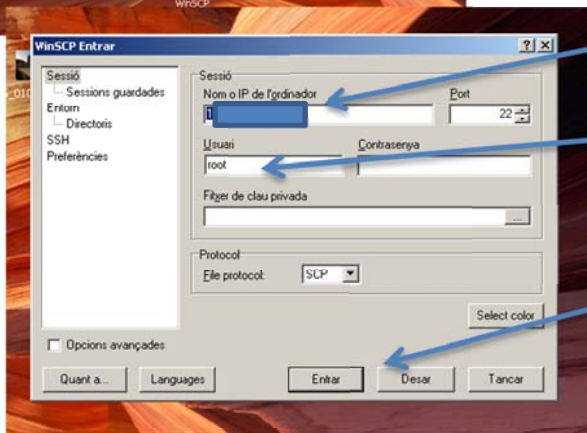 WinSCP
WinSCP Entrar
Sessió
Sessions guardades
Entorn
Directoris
SSH
Preferències
Sessió
Nom o IP de l'ordinador
Port
22
Usuari
Contrasenya
root
Fitxer de clau privada
...
Protocol
File protocol:
SCP
Select color
Opcions avançades
Quant a...
Languages
Entrar
Desar
Tancar